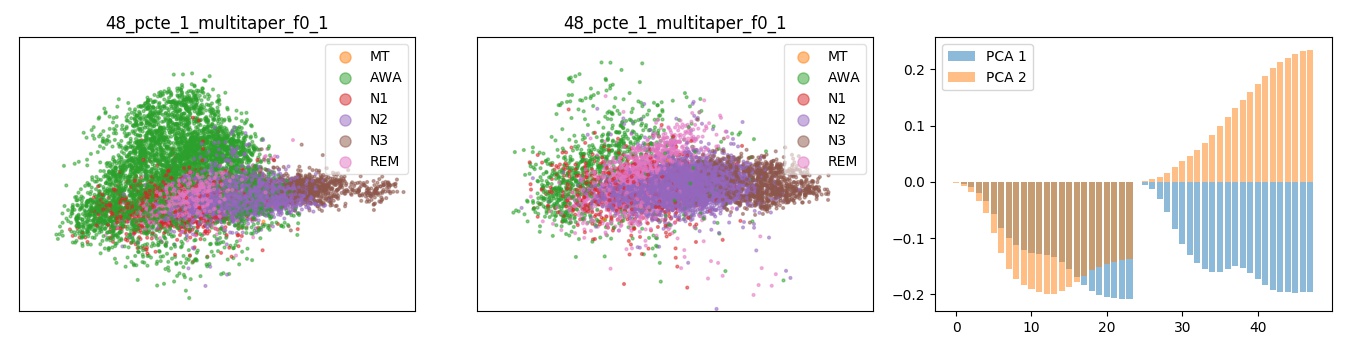 48_pcte_1_multitaper_f0_1
MT
AWA
N1
N2
N3
REM
48_pcte_1_multitaper_f0_1
MT
AWA
N1
N2
N3
REM
PCA 1
PCA 2
0.2
0.1
0.0
−0.1
−0.2
0 10 20 30 40